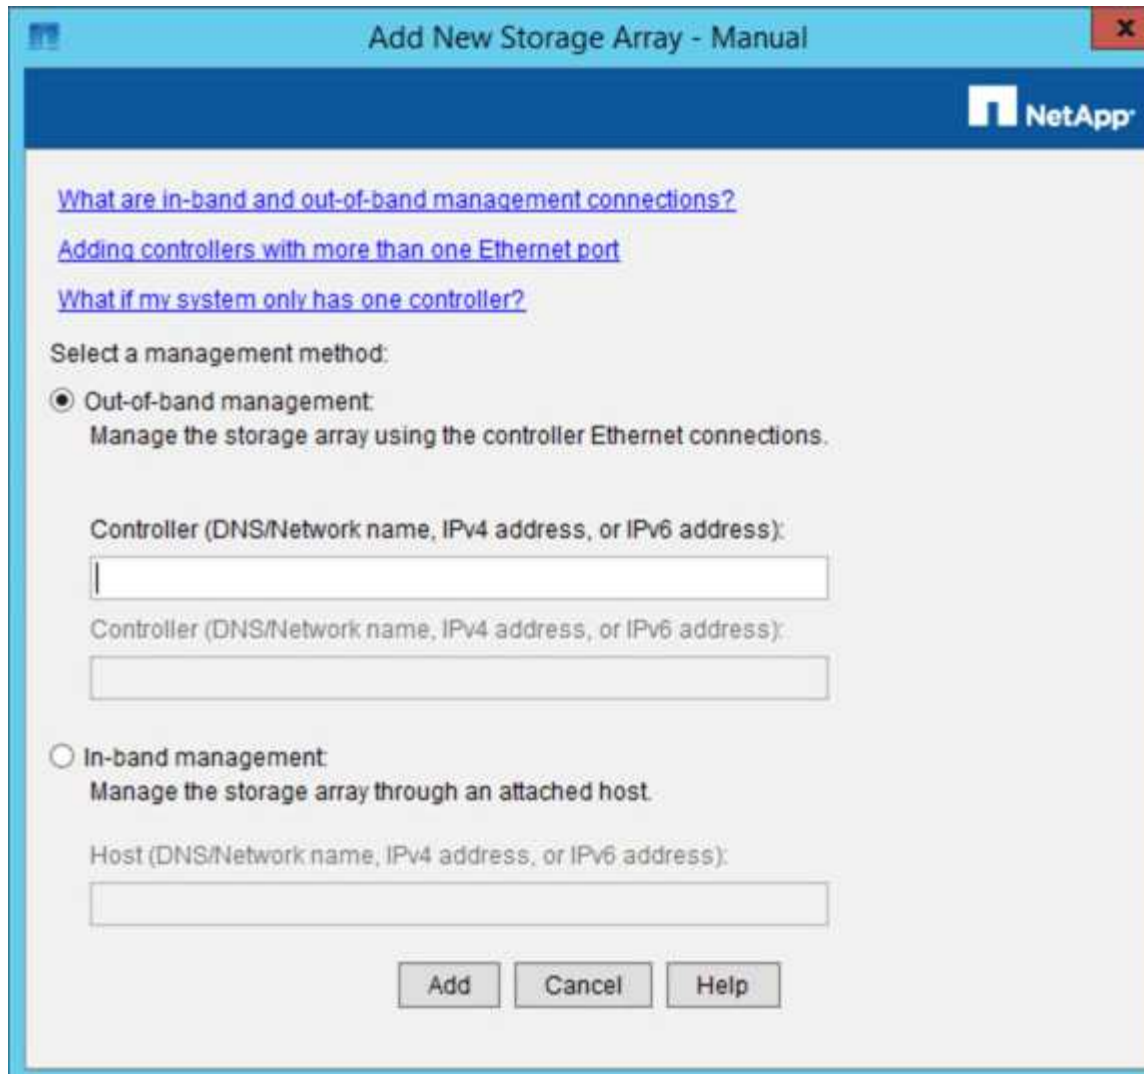 Add New Storage Array - Manual
x
NetApp
What are in-band and out-of-band management connections?
Adding controllers with more than one Ethernet port
What if my system only has one controller?
Select a management method:
Out-of-band management:
Manage the storage array using the controller Ethernet connections.
Controller (DNS/Network name, IPv4 address, or IPv6 address):
Controller (DNS/Network name, IPv4 address, or IPv6 address):
In-band management:
Manage the storage array through an attached host.
Host (DNS/Network name, IPv4 address, or IPv6 address):
Add Cancel Help